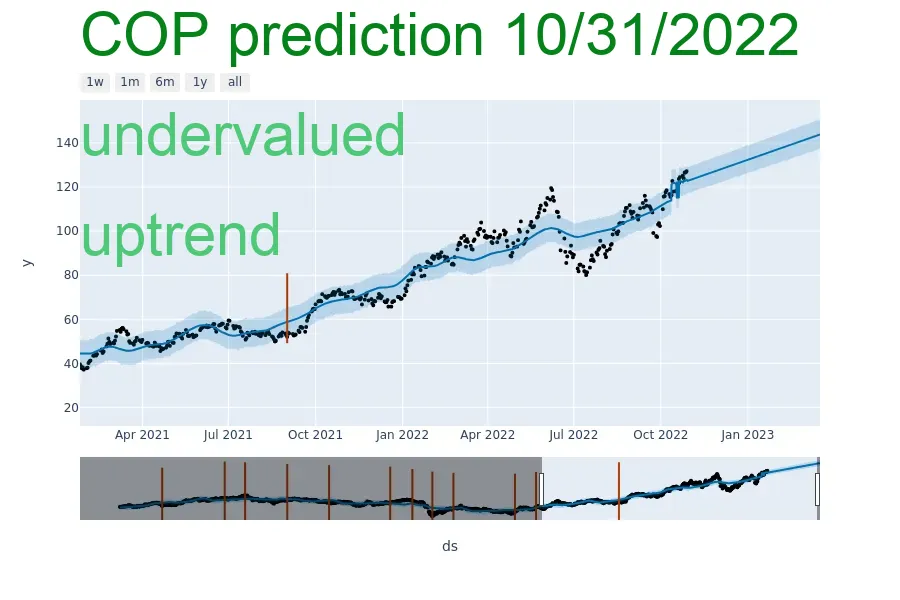 COP prediction 10/31/2022
1w 1m 6m 1y all
undervalued
uptrend
140
120
100
80
60
40
20
y
Apr 2021 Jul 2021 Oct 2021 Jan 2022 Apr 2022 Jul 2022 Oct 2022 Jan 2023
ds